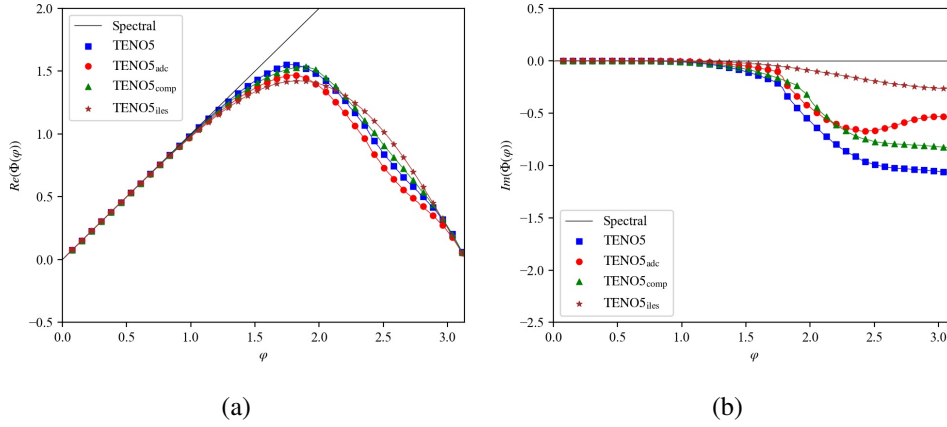 2.0
1.5
1.0
0.5
0.0
−0.5
0.0 0.5 1.0 1.5 2.0 2.5 3.0
Re(Φ(φ))
φ
Spectral
TENO5
TENO5adc
TENO5comp
TENO5iles
(a)
0.5
0.0
−0.5
−1.0
−1.5
−2.0
−2.5
0.0 0.5 1.0 1.5 2.0 2.5 3.0
Im(Φ(φ))
φ
Spectral
TENO5
TENO5adc
TENO5comp
TENO5iles
(b)